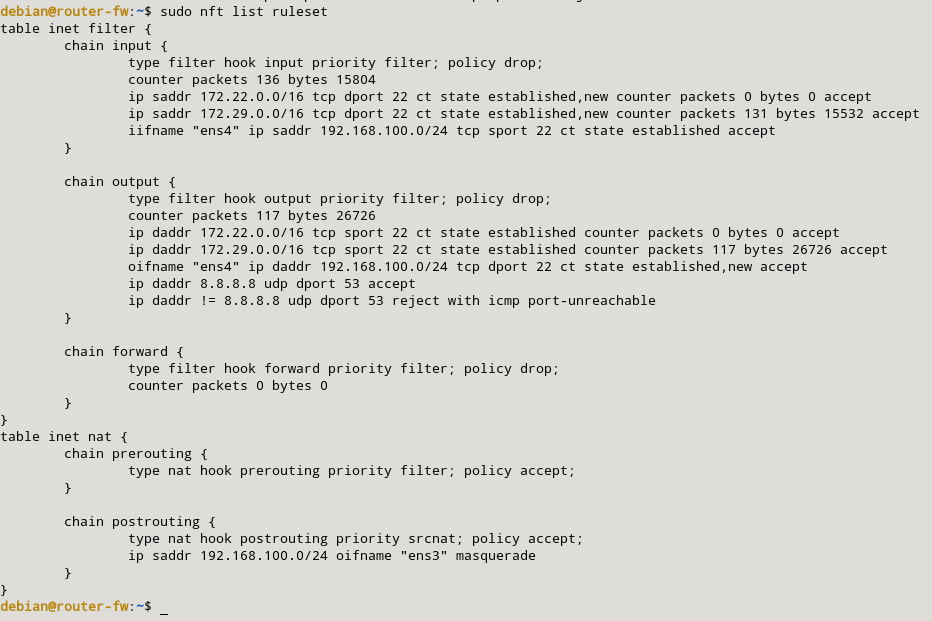 debian@router-fw:~$ sudo nft list ruleset
table inet filter {
        chain input {
                type filter hook input priority filter; policy drop;
                counter packets 136 bytes 15804
                ip saddr 172.22.0.0/16 tcp dport 22 ct state established,new counter packets 0 bytes 0 accept
                ip saddr 172.29.0.0/16 tcp dport 22 ct state established,new counter packets 131 bytes 15532 accept
                iifname "ens4" ip saddr 192.168.100.0/24 tcp sport 22 ct state established accept
        }

        chain output {
                type filter hook output priority filter; policy drop;
                counter packets 117 bytes 26726
                ip daddr 172.22.0.0/16 tcp sport 22 ct state established counter packets 0 bytes 0 accept
                ip daddr 172.29.0.0/16 tcp sport 22 ct state established counter packets 117 bytes 26726 accept
                oifname "ens4" ip daddr 192.168.100.0/24 tcp dport 22 ct state established,new accept
                ip daddr 8.8.8.8 udp dport 53 accept
                ip daddr != 8.8.8.8 udp dport 53 reject with icmp port-unreachable
        }

        chain forward {
                type filter hook forward priority filter; policy drop;
                counter packets 0 bytes 0
        }
}
table inet nat {
        chain prerouting {
                type nat hook prerouting priority filter; policy accept;
        }

        chain postrouting {
                type nat hook postrouting priority srcnat; policy accept;
                ip saddr 192.168.100.0/24 oifname "ens3" masquerade
        }
}
debian@router-fw:~$ _